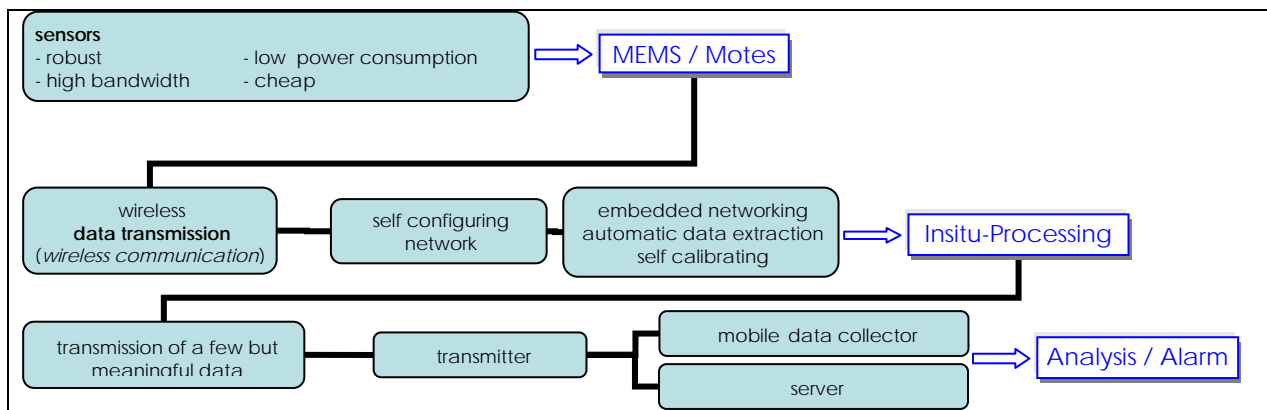 sensors
- robust - low power consumption
- high bandwidth - cheap
MEMS / Motes
wireless
data transmission
(wireless communication)
self configuring
network
embedded networking
automatic data extraction
self calibrating
Insitu-Processing
transmission of a few but
meaningful data
transmitter
mobile data collector
server
Analysis / Alarm